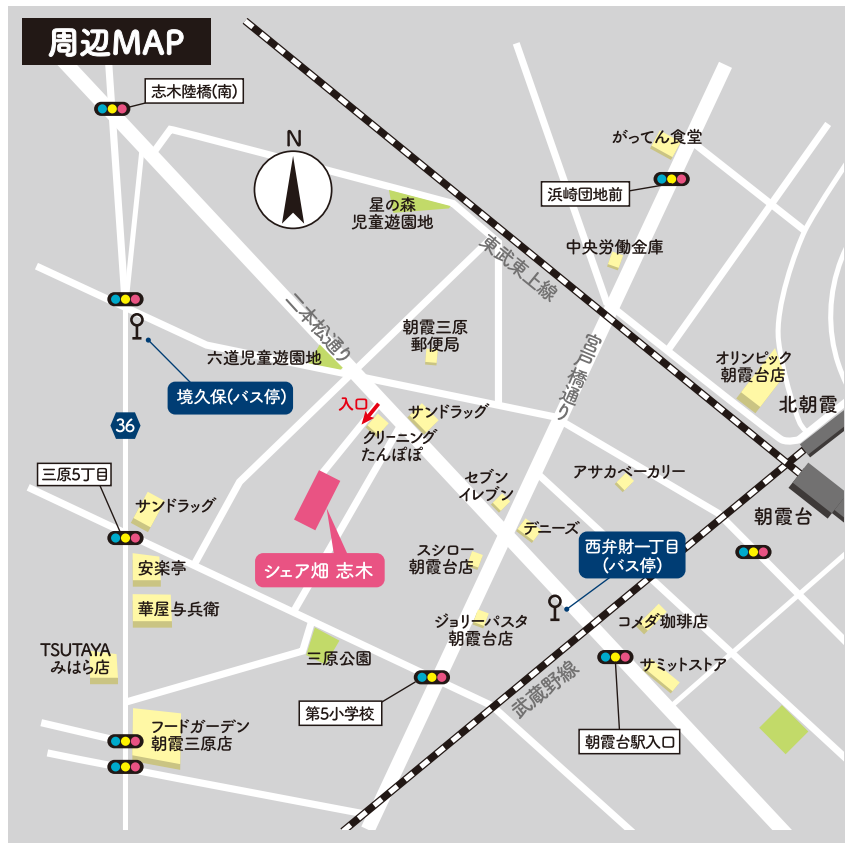 周辺MAP
志木陸橋(南)
N
がってん食堂
浜崎団地前
星の森
児童遊園地
東武東上線
中央労働金庫
二本松通り
朝霞三原
郵便局
宮戸橋通り
六道児童遊園地
オリンピック
朝霞台店
境久保(バス停)
北朝霞
入口
サンドラッグ
36
クリーニング
たんぽぽ
三原5丁目
セブン
イレブン
アサカベーカリー
サンドラッグ
朝霞台
デニーズ
西弁財一丁目
(バス停)
スシロー
朝霞台店
安楽亭
シェア畑 志木
華屋与兵衛
ジョリーパスタ
朝霞台店
コメダ珈琲店
TSUTAYA
みはら店
三原公園
サミットストア
武蔵野線
第5小学校
フードガーデン
朝霞三原店
朝霞台駅入口